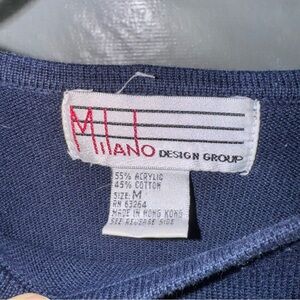 Milano DESIGN GROUP
55% ACRYLIC
45% COTTON
SIZE: M
RN 63264
MADE IN HONG KONG
SEE REVERSE SIDE